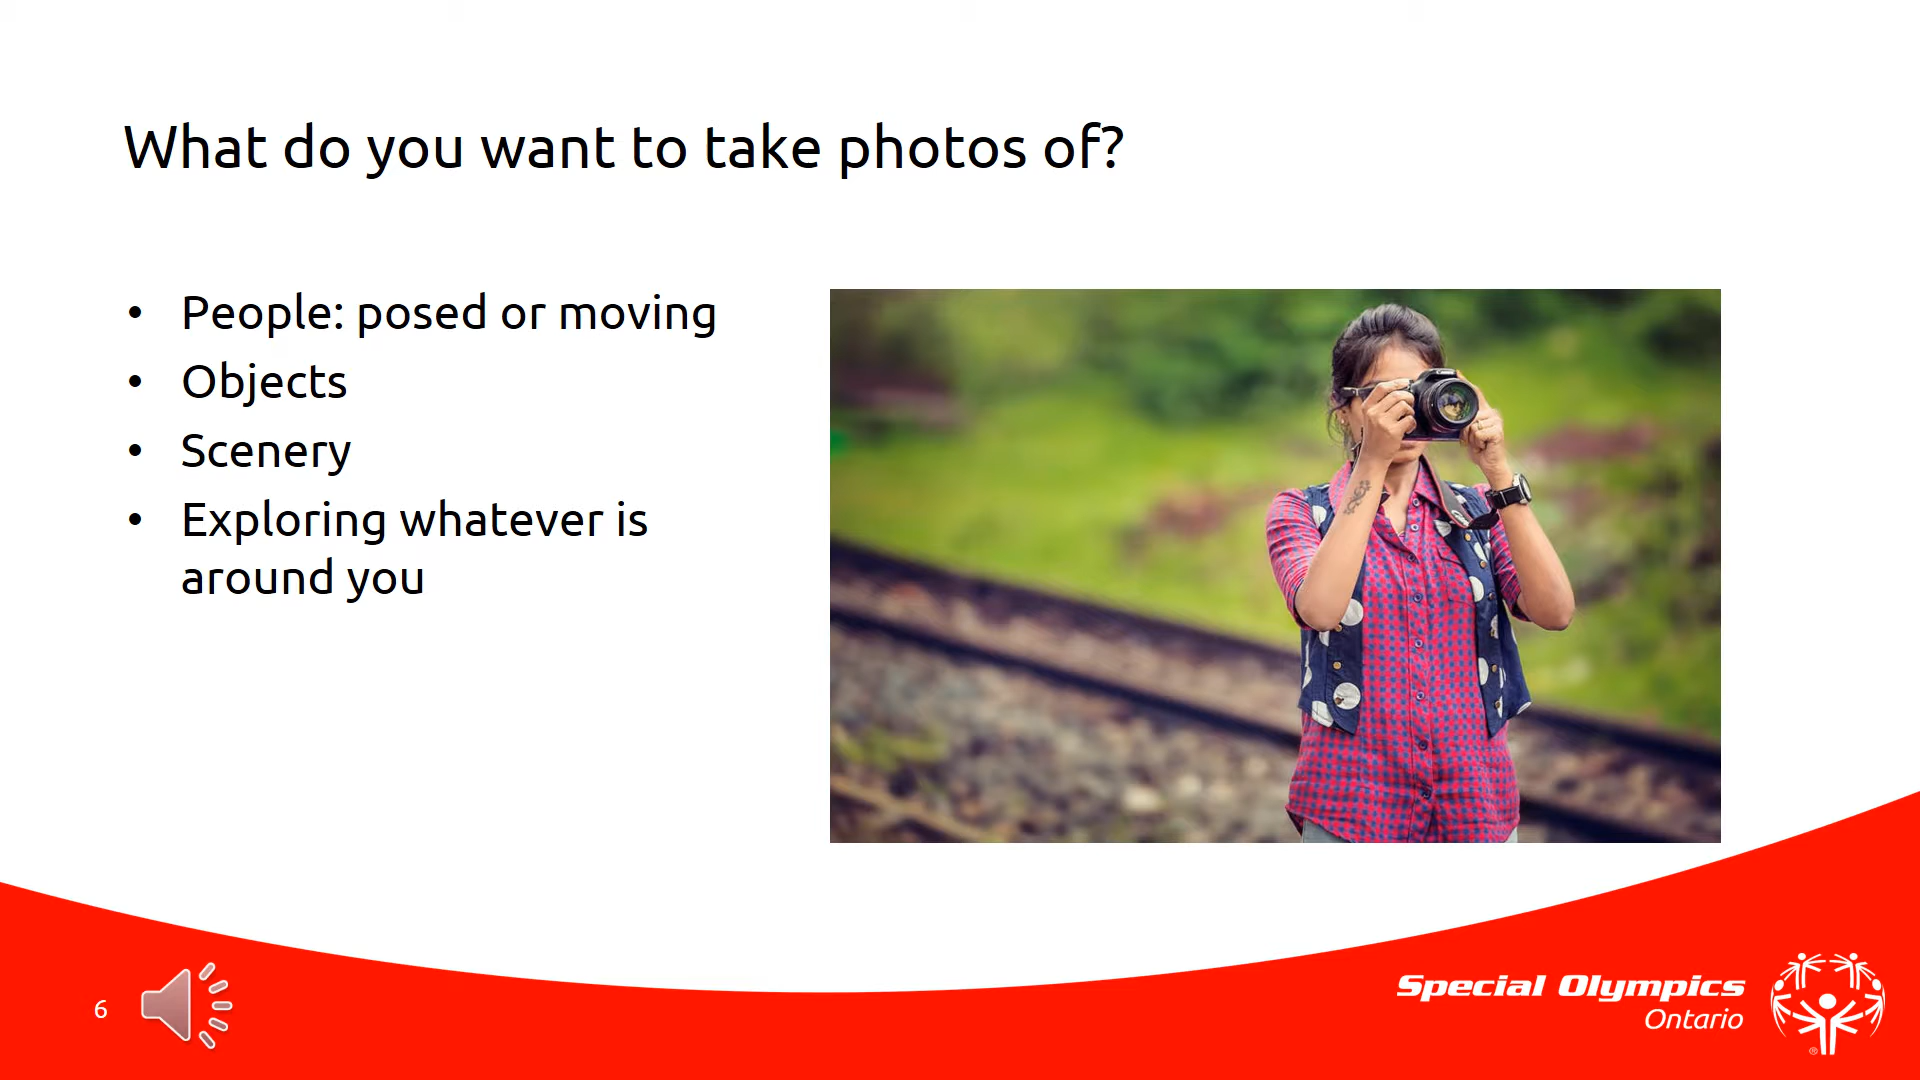 What do you want to take photos of?
• People: posed or moving
• Objects
• Scenery
• Exploring whatever is
around you
6
Special Olympics
Ontario
®